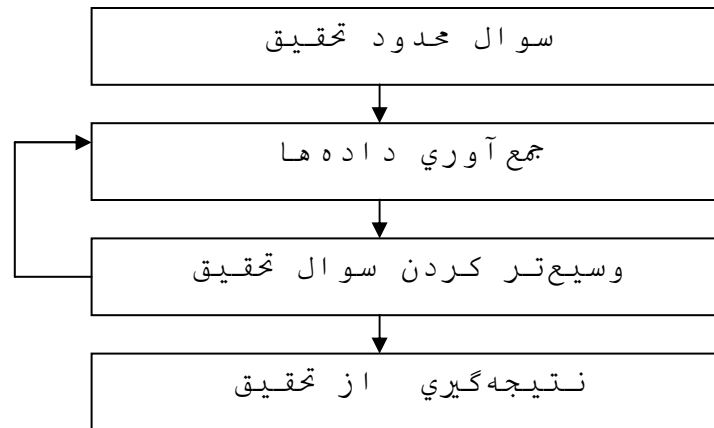 سوال محدود تحقيق
جمع‌آوري داده‌ها
وسيع‌تر كردن سوال تحقيق
نتيجه‌گيري از تحقيق